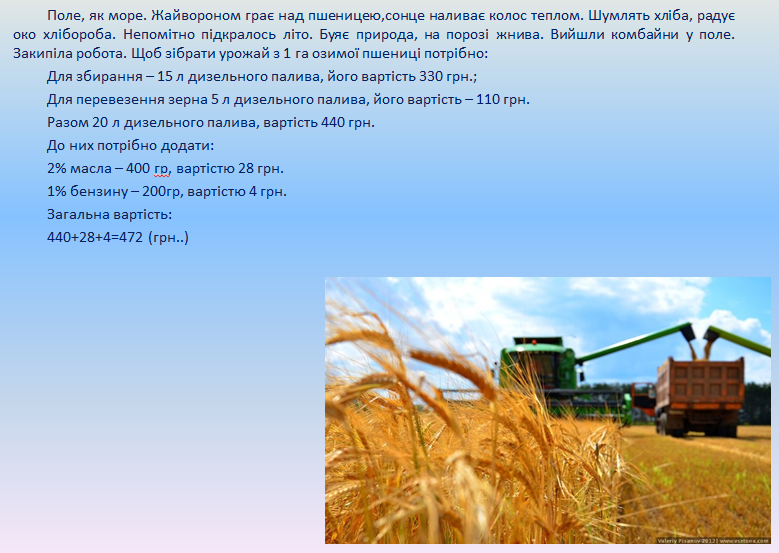 Поле, як море. Жайвороном грає над пшеницею,сонце наливає колос теплом. Шумлять хліба, радує
око хлібороба. Непомітно підкралось літо. Буяє природа, на порозі жнива. Вийшли комбайни у поле.
Закипіла робота. Щоб зібрати урожай з 1 га озимої пшениці потрібно:
Для збирання – 15 л дизельного палива, його вартість 330 грн.;
Для перевезення зерна 5 л дизельного палива, його вартість – 110 грн.
Разом 20 л дизельного палива, вартість 440 грн.
До них потрібно додати:
2% масла – 400 гр, вартістю 28 грн.
1% бензину – 200гр, вартістю 4 грн.
Загальна вартість:
440+28+4=472 (грн..)